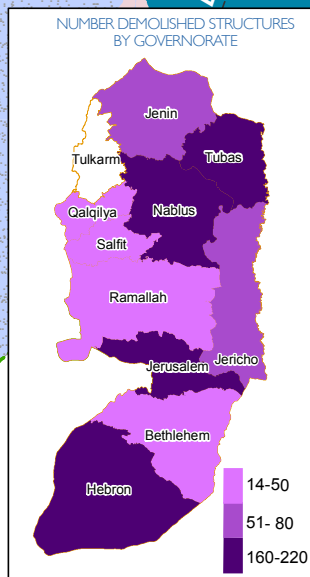 NUMBER DEMOLISHED STRUCTURES
BY GOVERNORATE
Jenin
Tulkarm
Tubas
Qalqilya
Nablus
Salfit
Ramallah
Jerusalem
Jericho
Bethlehem
Hebron
14-50
51- 80
160-220